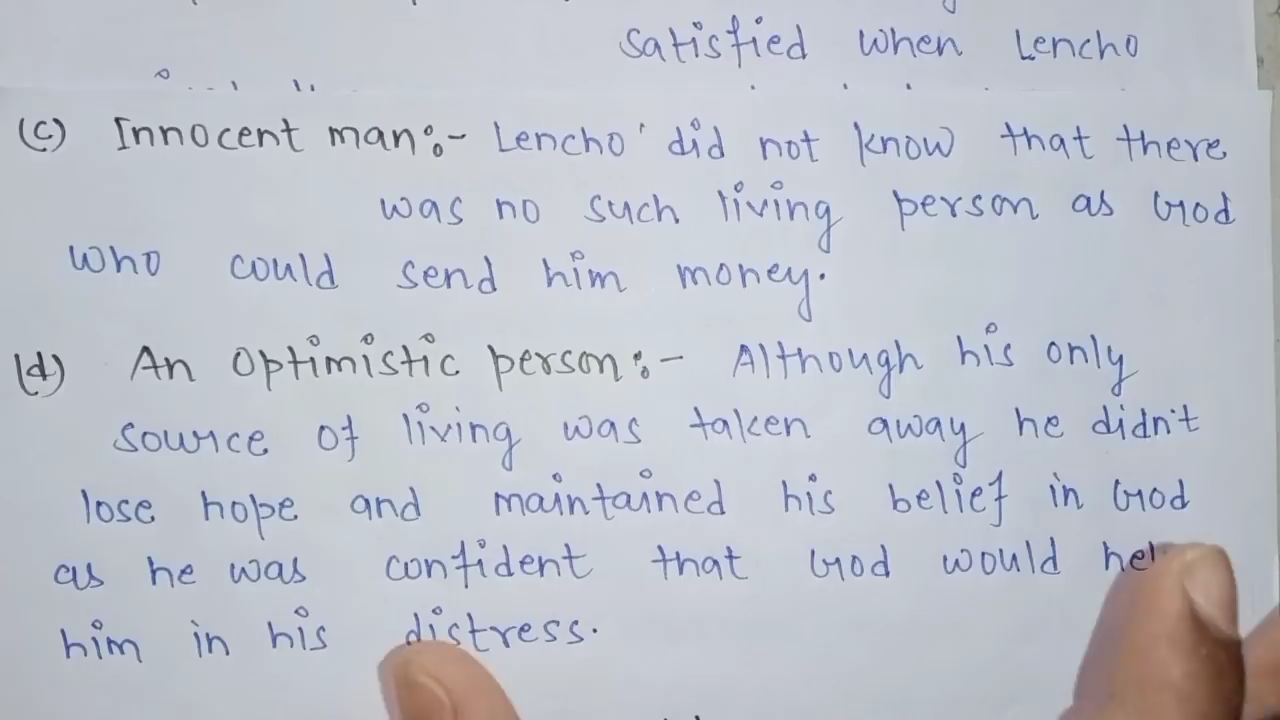 satisfied when Lencho
(c) Innocent man:- Lencho' did not know that there
was no such living person as God
who could send him money.
(d) An Optimistic person:- Although his only
source of living was taken away he didn't
lose hope and maintained his belief in God
as he was confident that God would
him in his distress.